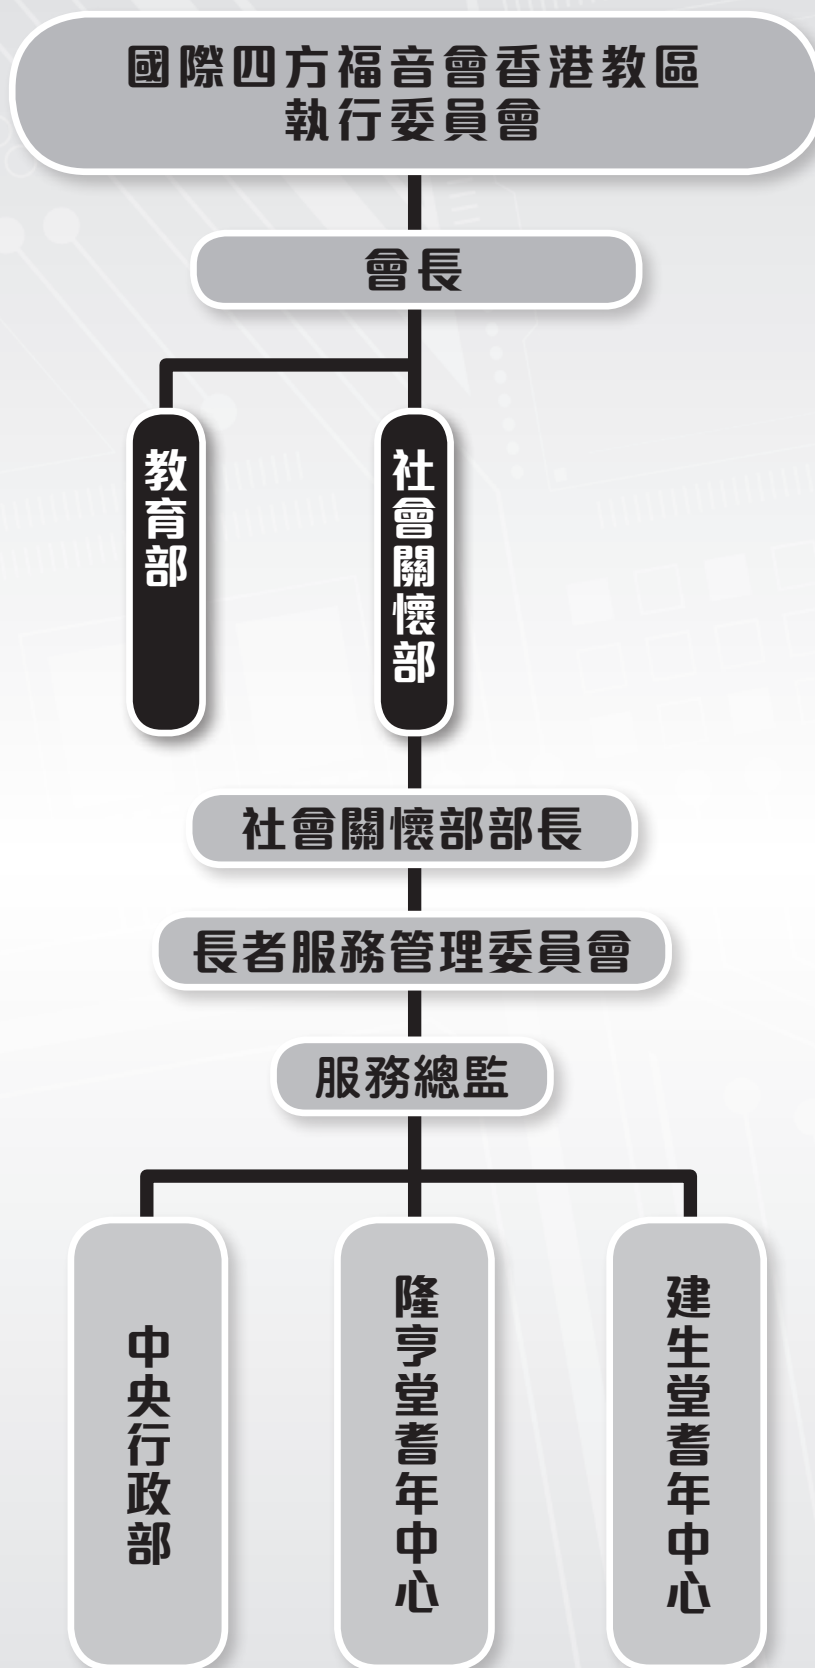 國際四方福音會香港教區
執行委員會
會長
教育部
社會關懷部
社會關懷部部長
長者服務管理委員會
服務總監
中央行政部
隆亨堂耆年中心
建生堂耆年中心